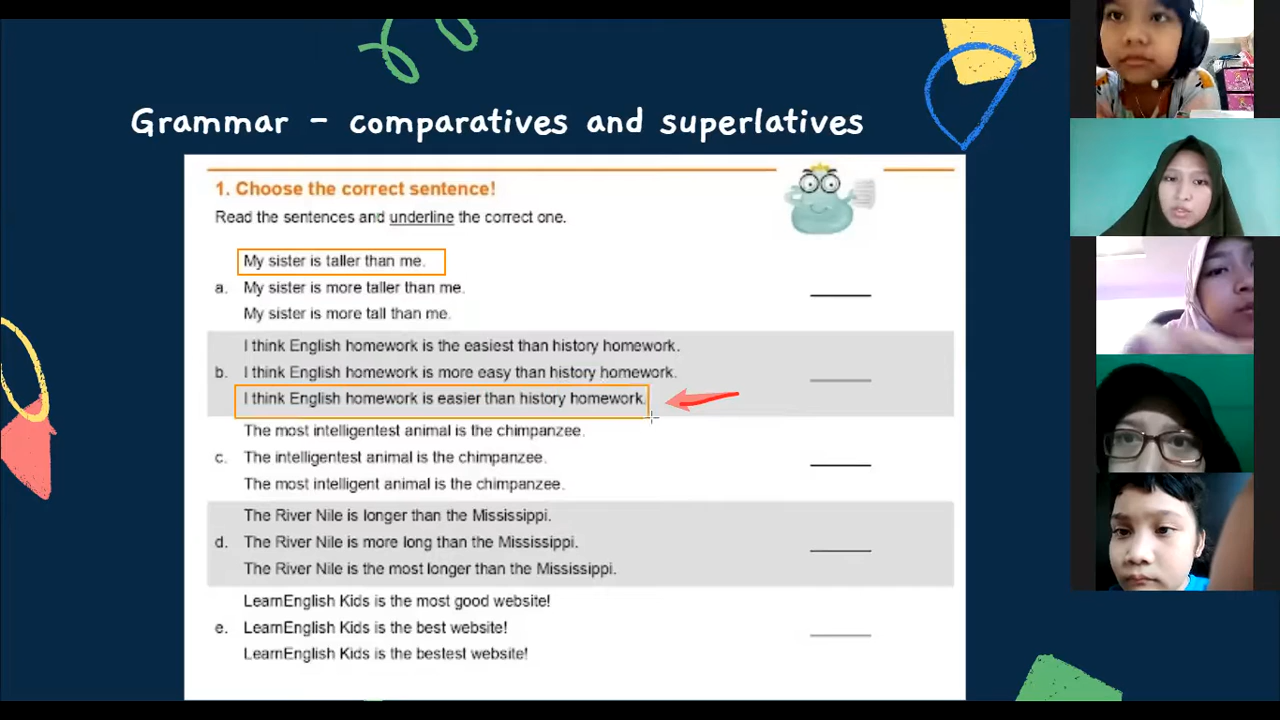 Grammar - comparatives and superlatives
1. Choose the correct sentence!
Read the sentences and underline the correct one.
My sister is taller than me.
a. My sister is more taller than me.
My sister is more tall than me.
I think English homework is the easiest than history homework.
b. I think English homework is more easy than history homework.
I think English homework is easier than history homework.
The most intelligentest animal is the chimpanzee.
c. The intelligentest animal is the chimpanzee.
The most intelligent animal is the chimpanzee.
The River Nile is longer than the Mississippi.
d. The River Nile is more long than the Mississippi.
The River Nile is the most longer than the Mississippi.
LearnEnglish Kids is the most good website!
e. LearnEnglish Kids is the best website!
LearnEnglish Kids is the bestest website!